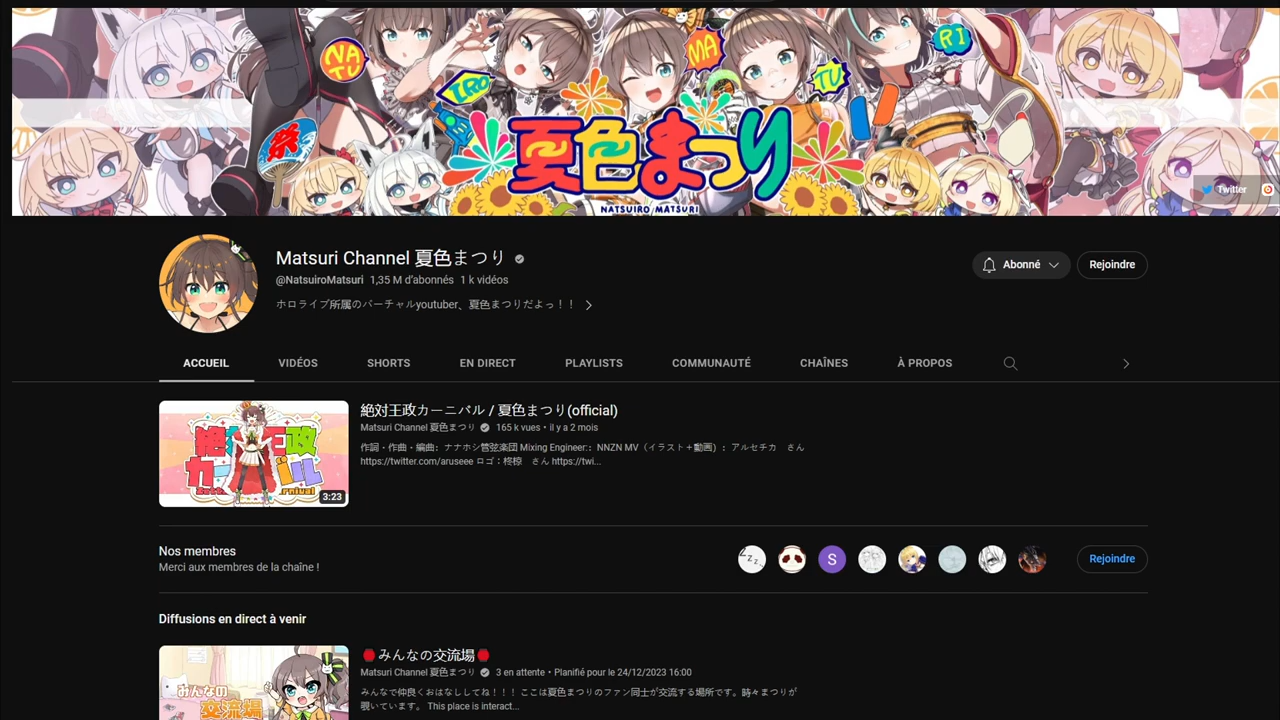 NA
TU
IRO
MA
TU
RI
祭
夏色まつり
NATSUIRO MATSURI
Twitter
Matsuri Channel 夏色まつり
@NatsuiroMatsuri 1,35 M d'abonnés 1 k vidéos
ホロライブ所属のバーチャルyoutuber、夏色まつりだよっ！！
Abonné
Rejoindre
ACCUEIL VIDÉOS SHORTS EN DIRECT PLAYLISTS COMMUNAUTÉ CHAÎNES À PROPOS
絶対王政
カーニバル
3:23
絶対王政カーニバル / 夏色まつり(official)
Matsuri Channel 夏色まつり 165 k vues • il y a 2 mois
作詞・作曲・編曲：ナナホシ管弦楽団 Mixing Engineer:：NNZN MV（イラスト＋動画）：アルセチカ　さん
https://twitter.com/aruseee ロゴ：柊椋　さん https://twi...
Nos membres
Merci aux membres de la chaîne !
Zzz
S
Rejoindre
Diffusions en direct à venir
みんなの
交流場
みんなの交流場
Matsuri Channel 夏色まつり 3 en attente • Planifié pour le 24/12/2023 16:00
みんなで仲良くおはなししてね！！！ ここは夏色まつりのファン同士が交流する場所です。時々まつりが
覗いています。 This place is interact...